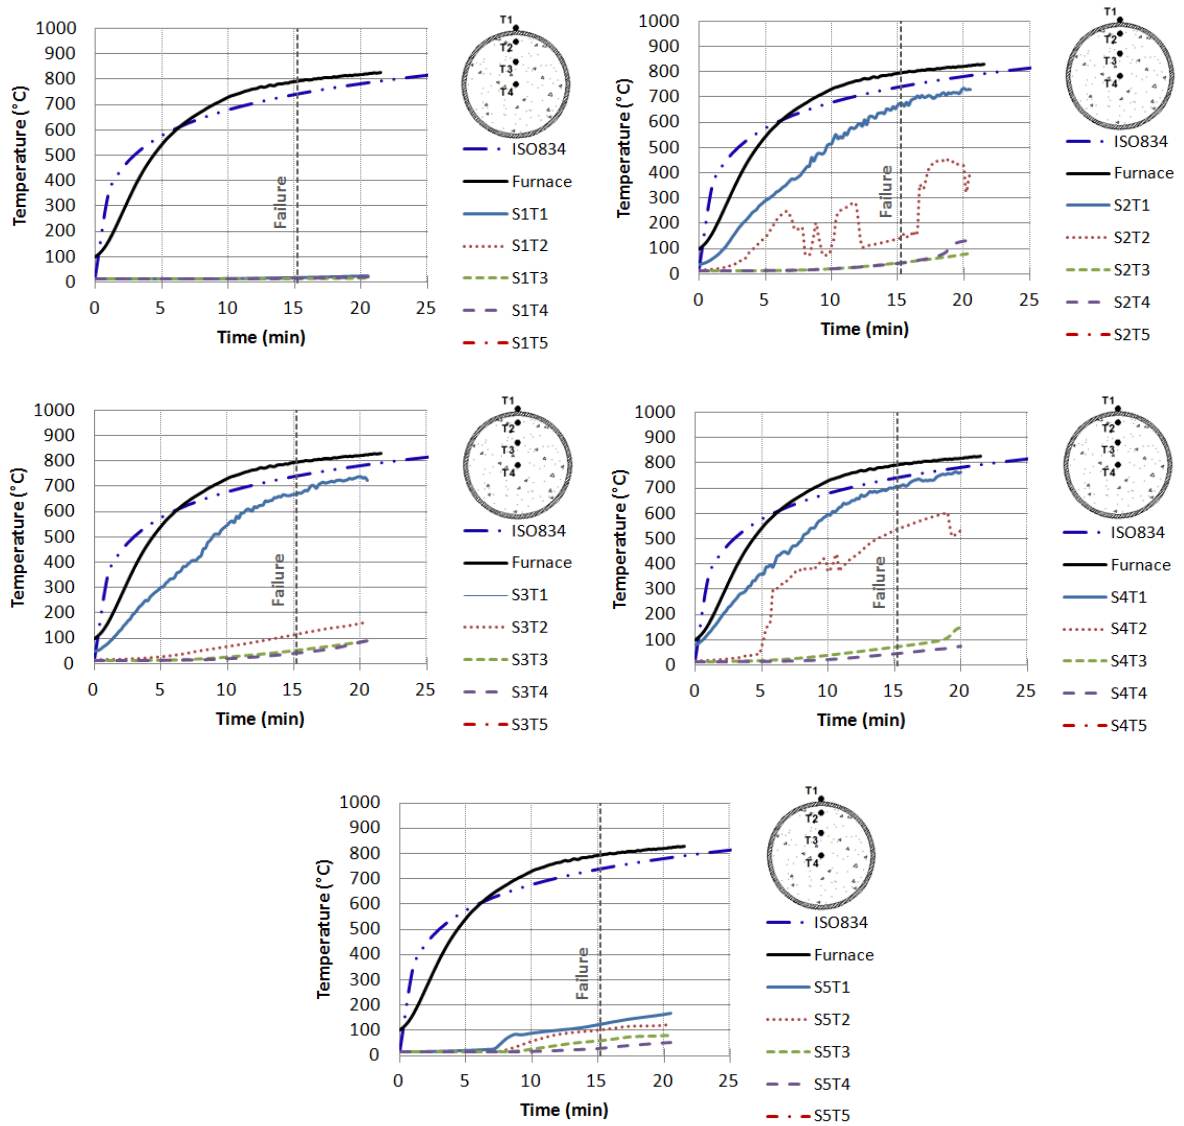 1000
900
800
700
600
500
400
300
200
100
0
Temperature (°C)
0 5 10 15 20 25
Time (min)
Failure
T1
T2
T3
T4
ISO834
Furnace
S1T1
S1T2
S1T3
S1T4
S1T5
1000
900
800
700
600
500
400
300
200
100
0
Temperature (°C)
0 5 10 15 20 25
Time (min)
Failure
T1
T2
T3
T4
ISO834
Furnace
S2T1
S2T2
S2T3
S2T4
S2T5
1000
900
800
700
600
500
400
300
200
100
0
Temperature (°C)
0 5 10 15 20 25
Time (min)
Failure
T1
T2
T3
T4
ISO834
Furnace
S3T1
S3T2
S3T3
S3T4
S3T5
1000
900
800
700
600
500
400
300
200
100
0
Temperature (°C)
0 5 10 15 20 25
Time (min)
Failure
T1
T2
T3
T4
ISO834
Furnace
S4T1
S4T2
S4T3
S4T4
S4T5
1000
900
800
700
600
500
400
300
200
100
0
Temperature (°C)
0 5 10 15 20 25
Time (min)
Failure
T1
T2
T3
T4
ISO834
Furnace
S5T1
S5T2
S5T3
S5T4
S5T5